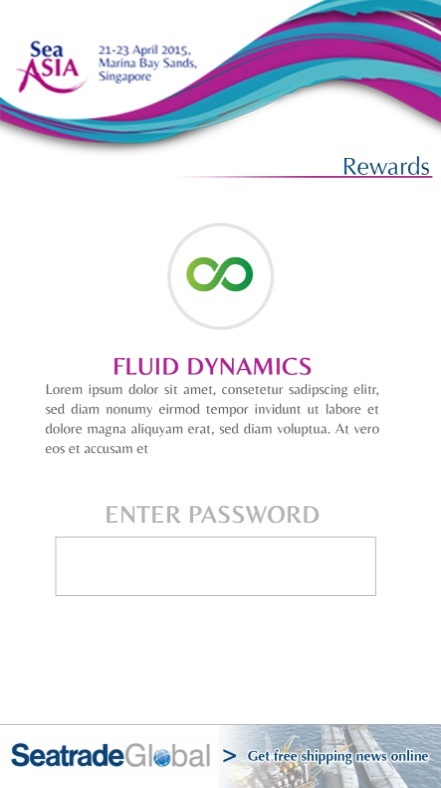 Sea
ASIA
21-23 April 2015,
Marina Bay Sands,
Singapore
Rewards
FLUID DYNAMICS
Lorem ipsum dolor sit amet, consetetur sadipscing elitr,
sed diam nonumy eirmod tempor invidunt ut labore et
dolore magna aliquyam erat, sed diam voluptua. At vero
eos et accusam et
ENTER PASSWORD
SeatradeGlobal > Get free shipping news online